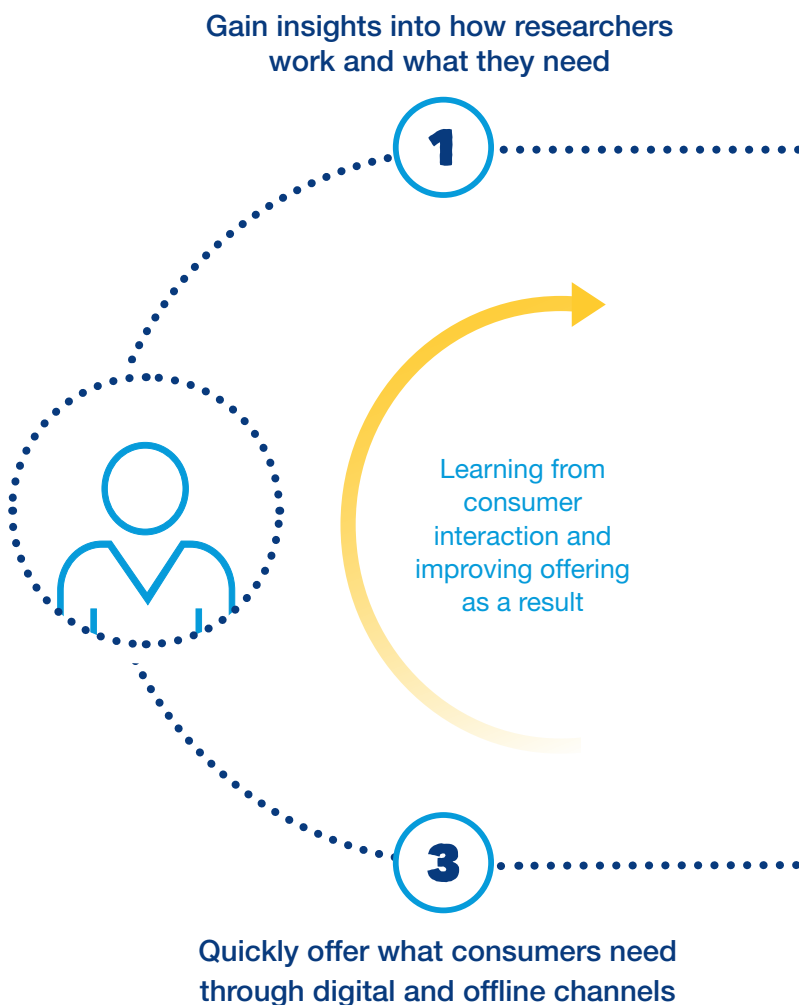 Gain insights into how researchers
work and what they need
1
Learning from
consumer
interaction and
improving offering
as a result
3
Quickly offer what consumers need
through digital and offline channels